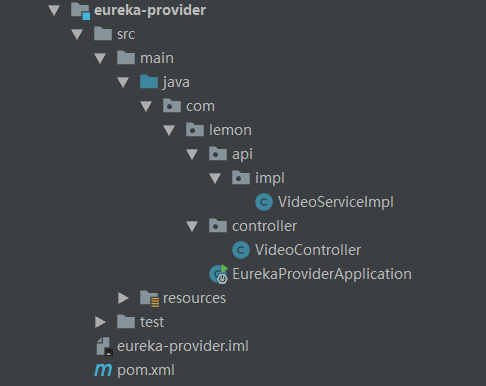 eureka-provider
src
main
java
com
lemon
api
impl
VideoServiceImpl
controller
VideoController
EurekaProviderApplication
resources
test
eureka-provider.iml
pom.xml